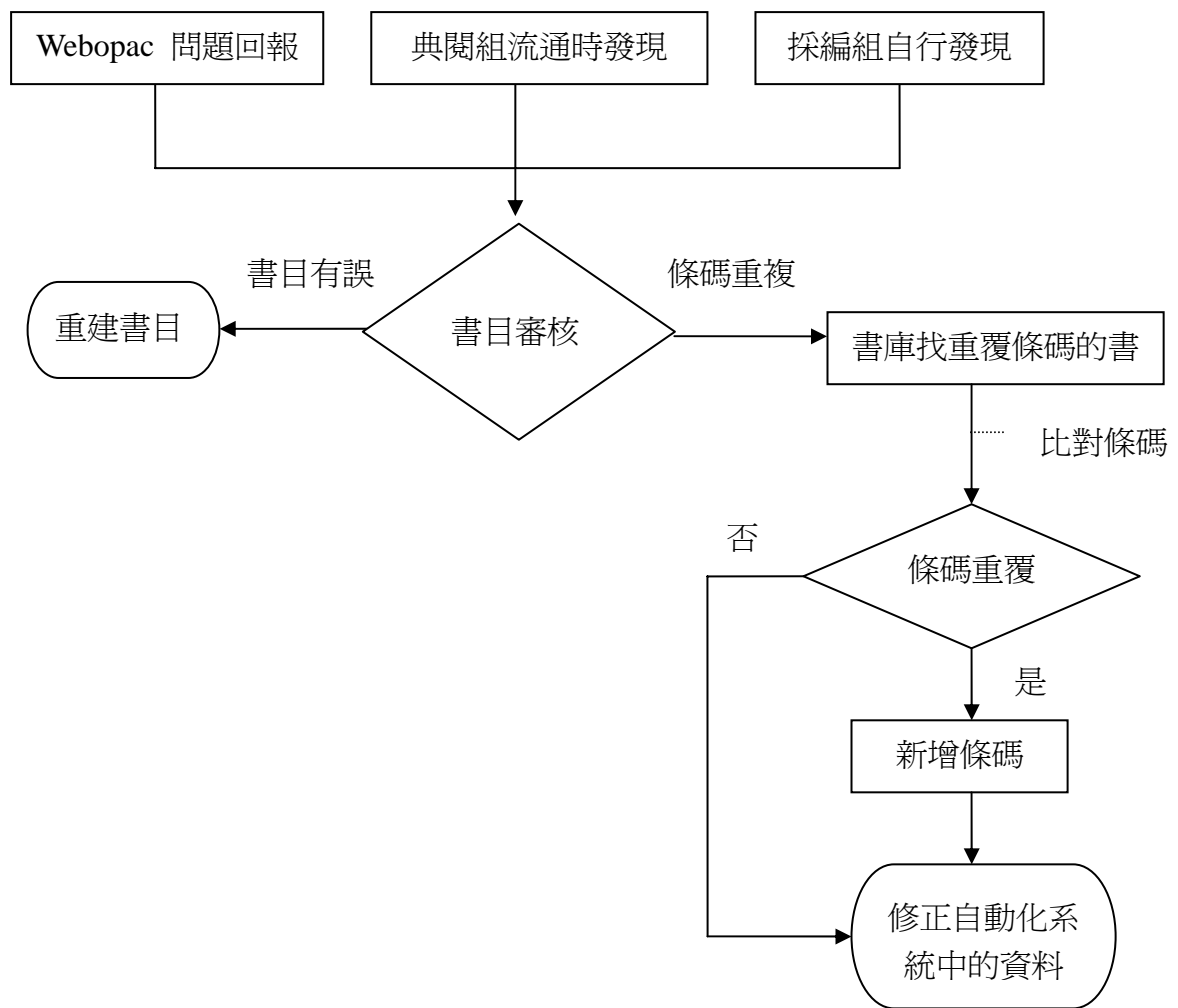 Webopac 問題回報
典閱組流通時發現
採編組自行發現
書目有誤
條碼重複
重建書目
書目審核
書庫找重覆條碼的書
比對條碼
否
條碼重覆
是
新增條碼
修正自動化系
統中的資料